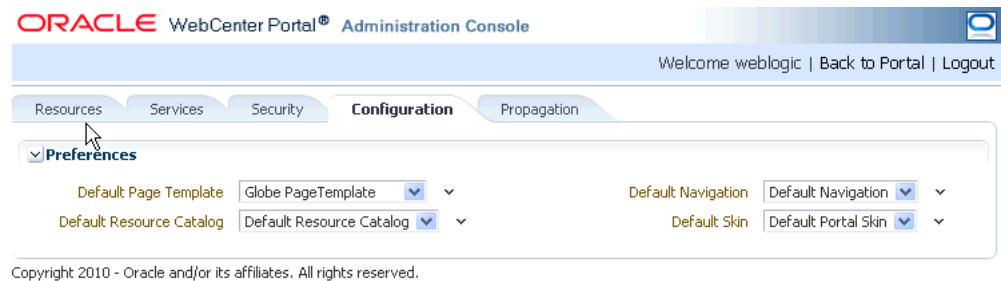 ORACLE WebCenter Portal® Administration Console
Welcome weblogic | Back to Portal | Logout
Resources Services Security Configuration Propagation
Preferences
Default Page Template Globe PageTemplate Default Navigation Default Navigation
Default Resource Catalog Default Resource Catalog Default Skin Default Portal Skin
Copyright 2010 - Oracle and/or its affiliates. All rights reserved.